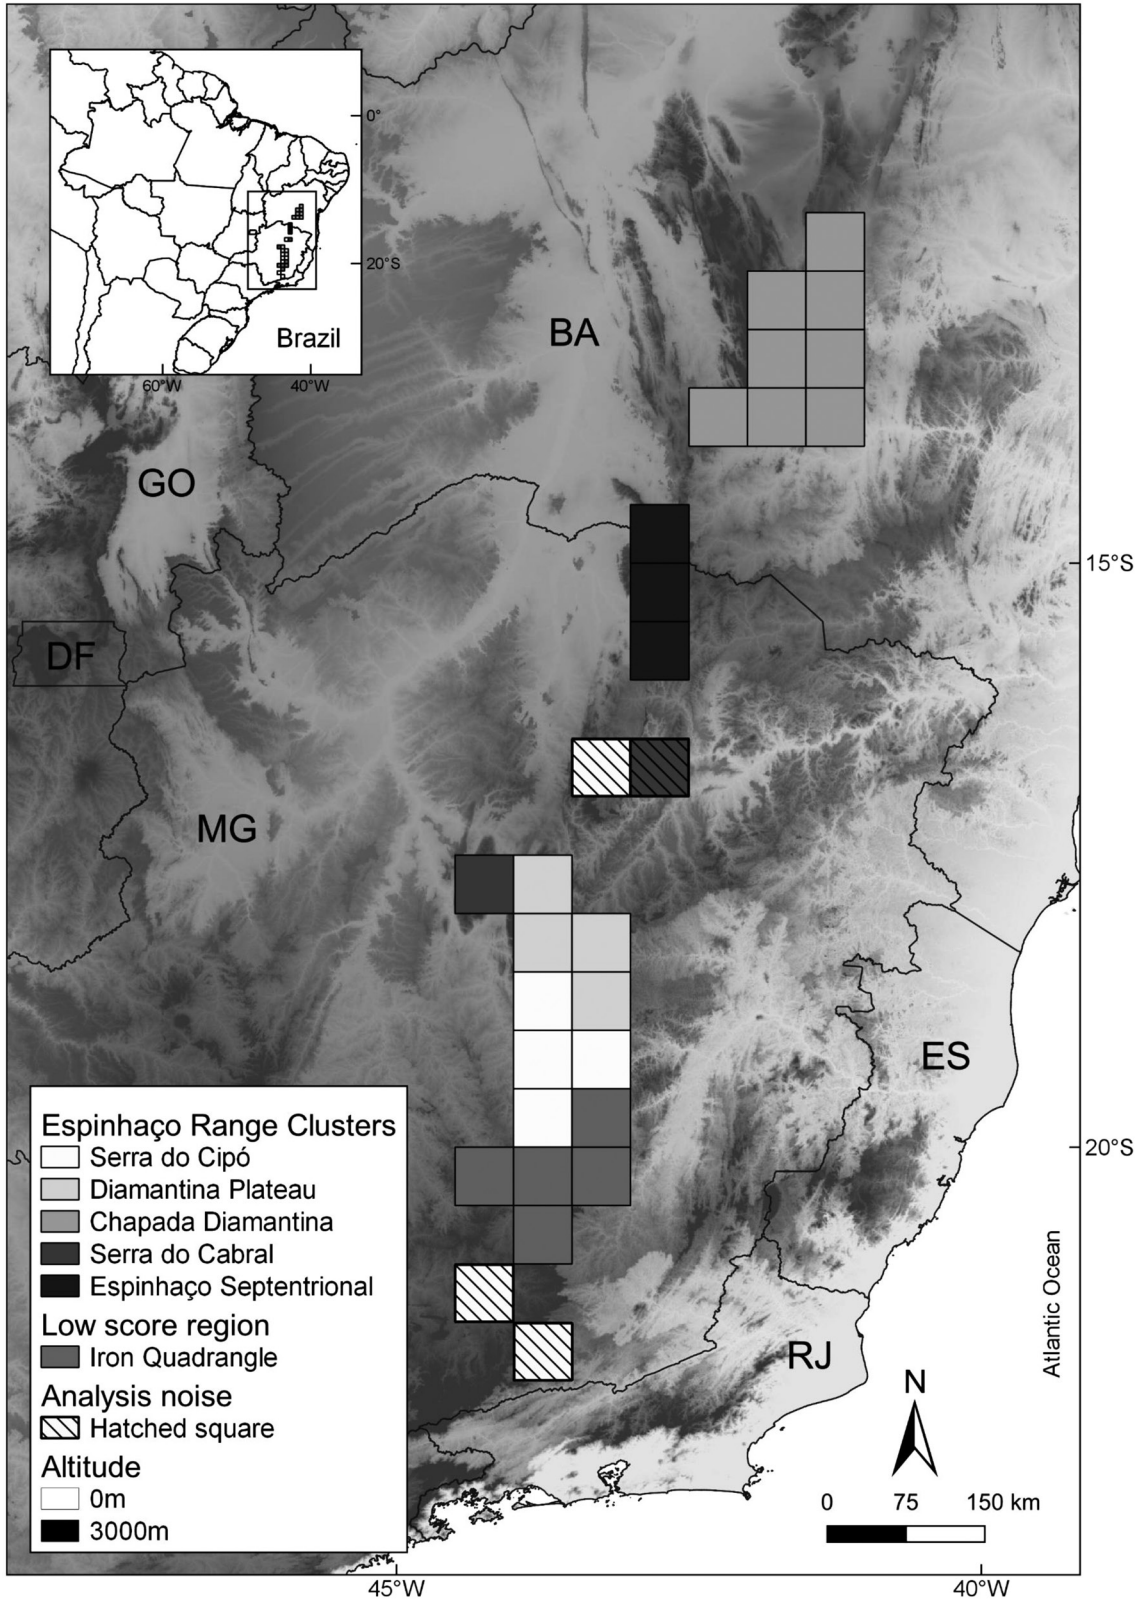 0°
20°S
Brazil
60°W
40°W
BA
GO
15°S
DF
MG
ES
Espinhaço Range Clusters
Serra do Cipó
Diamantina Plateau
Chapada Diamantina
Serra do Cabral
Espinhaço Septentrional
Low score region
Iron Quadrangle
Analysis noise
Hatched square
Altitude
0m
3000m
20°S
Atlantic Ocean
RJ
N
0 75 150 km
45°W
40°W